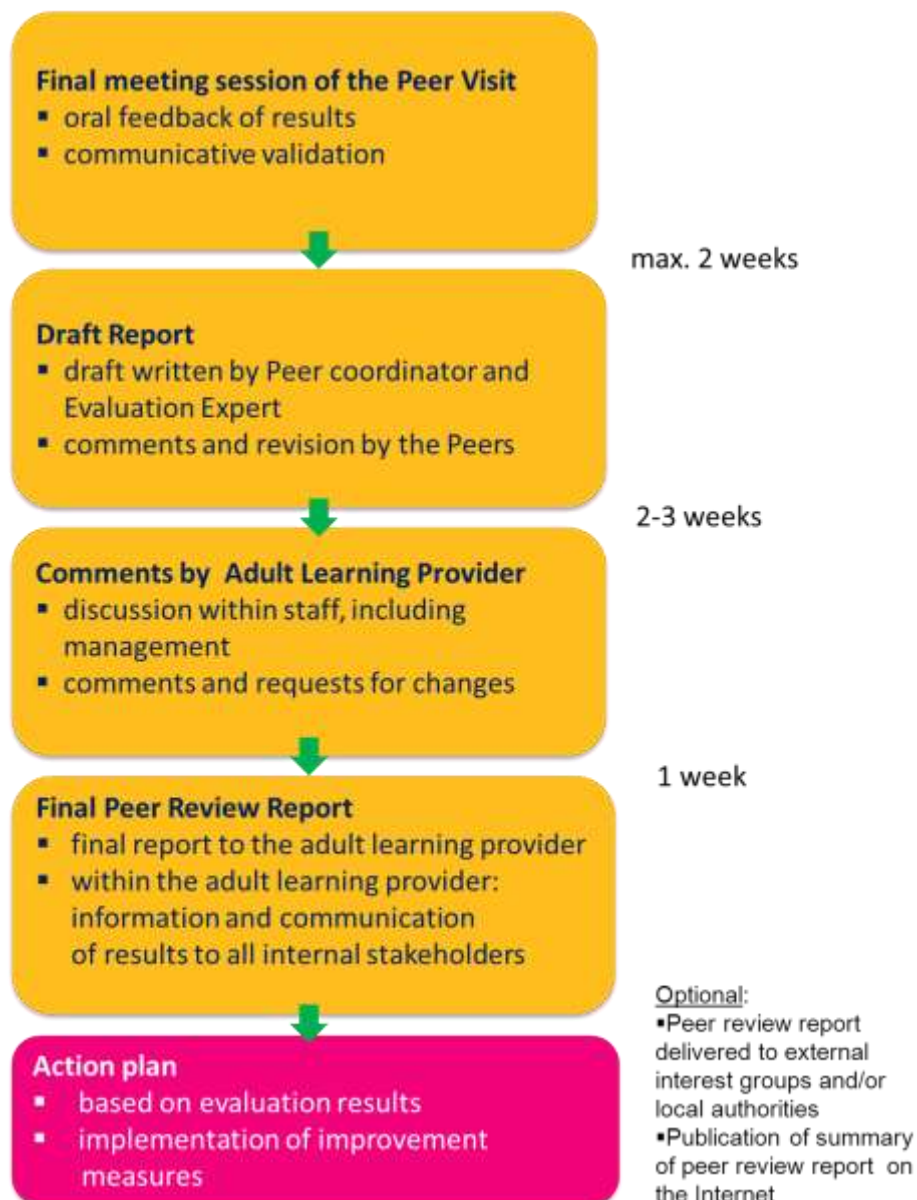 Final meeting session of the Peer Visit
▪ oral feedback of results
▪ communicative validation
max. 2 weeks
Draft Report
▪ draft written by Peer coordinator and
Evaluation Expert
▪ comments and revision by the Peers
2-3 weeks
Comments by Adult Learning Provider
▪ discussion within staff, including
management
▪ comments and requests for changes
1 week
Final Peer Review Report
▪ final report to the adult learning provider
▪ within the adult learning provider:
information and communication
of results to all internal stakeholders
Action plan
▪ based on evaluation results
▪ implementation of improvement
measures
Optional:
▪Peer review report
delivered to external
interest groups and/or
local authorities
▪Publication of summary
of peer review report on
the Internet